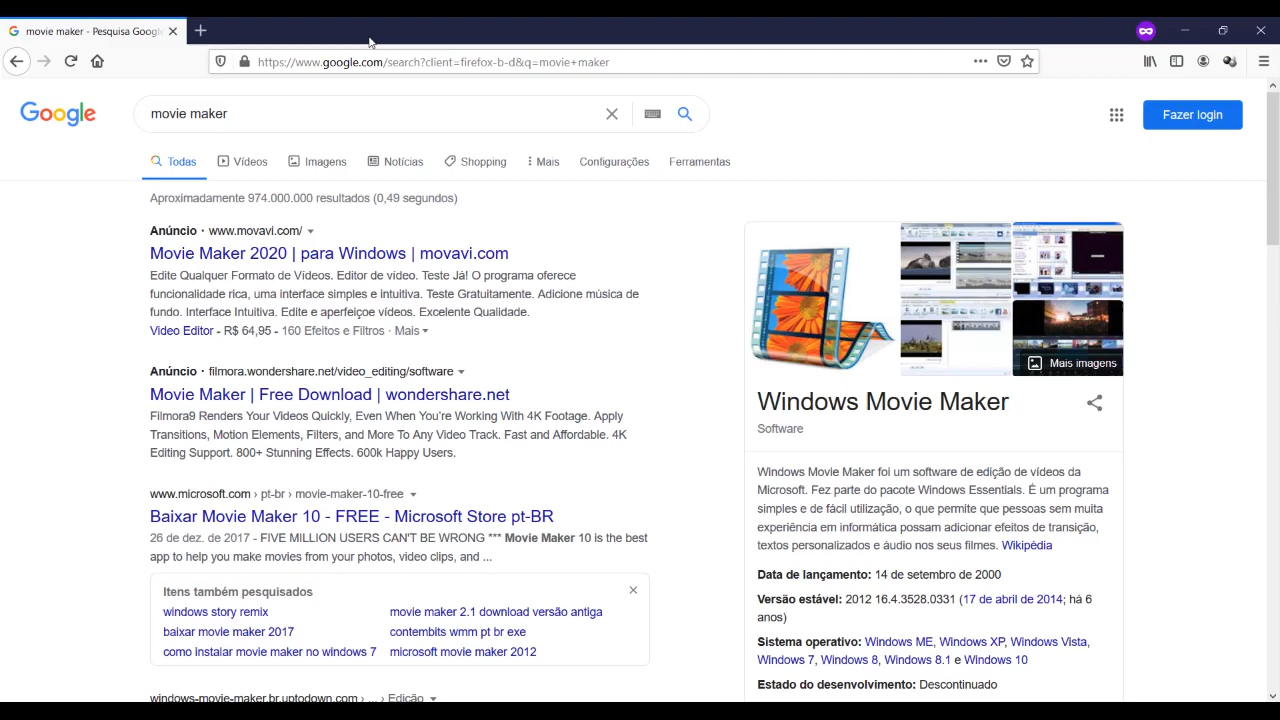 movie maker - Pesquisa Google
https://www.google.com/search?client=firefox-b-d&q=movie+maker
Google
movie maker
Fazer login
Todas
Vídeos
Imagens
Notícias
Shopping
Mais
Configurações
Ferramentas
Aproximadamente 974.000.000 resultados (0,49 segundos)
Anúncio · www.movavi.com/
Movie Maker 2020 | para Windows | movavi.com
Edite Qualquer Formato de Vídeos. Editor de vídeo. Teste Já! O programa oferece
funcionalidade rica, uma interface simples e intuitiva. Teste Gratuitamente. Adicione música de
fundo. Interface Intuitiva. Edite e aperfeiçoe vídeos. Excelente Qualidade.
Video Editor - R$ 64,95 - 160 Efeitos e Filtros · Mais
Anúncio · filmora.wondershare.net/video_editing/software
Movie Maker | Free Download | wondershare.net
Filmora9 Renders Your Videos Quickly, Even When You're Working With 4K Footage. Apply
Transitions, Motion Elements, Filters, and More To Any Video Track. Fast and Affordable. 4K
Editing Support. 800+ Stunning Effects. 600k Happy Users.
www.microsoft.com › pt-br › movie-maker-10-free
Baixar Movie Maker 10 - FREE - Microsoft Store pt-BR
26 de dez. de 2017 - FIVE MILLION USERS CAN'T BE WRONG *** Movie Maker 10 is the best
app to help you make movies from your photos, video clips, and ...
Itens também pesquisados
windows story remix
movie maker 2.1 download versão antiga
baixar movie maker 2017
contembits wmm pt br exe
como instalar movie maker no windows 7
microsoft movie maker 2012
windows-movie-maker.br.uptodown.com › ... › Edição
Mais imagens
Windows Movie Maker
Software
Windows Movie Maker foi um software de edição de vídeos da
Microsoft. Fez parte do pacote Windows Essentials. É um programa
simples e de fácil utilização, o que permite que pessoas sem muita
experiência em informática possam adicionar efeitos de transição,
textos personalizados e áudio nos seus filmes. Wikipédia
Data de lançamento: 14 de setembro de 2000
Versão estável: 2012 16.4.3528.0331 (17 de abril de 2014; há 6
anos)
Sistema operativo: Windows ME, Windows XP, Windows Vista,
Windows 7, Windows 8, Windows 8.1 e Windows 10
Estado do desenvolvimento: Descontinuado